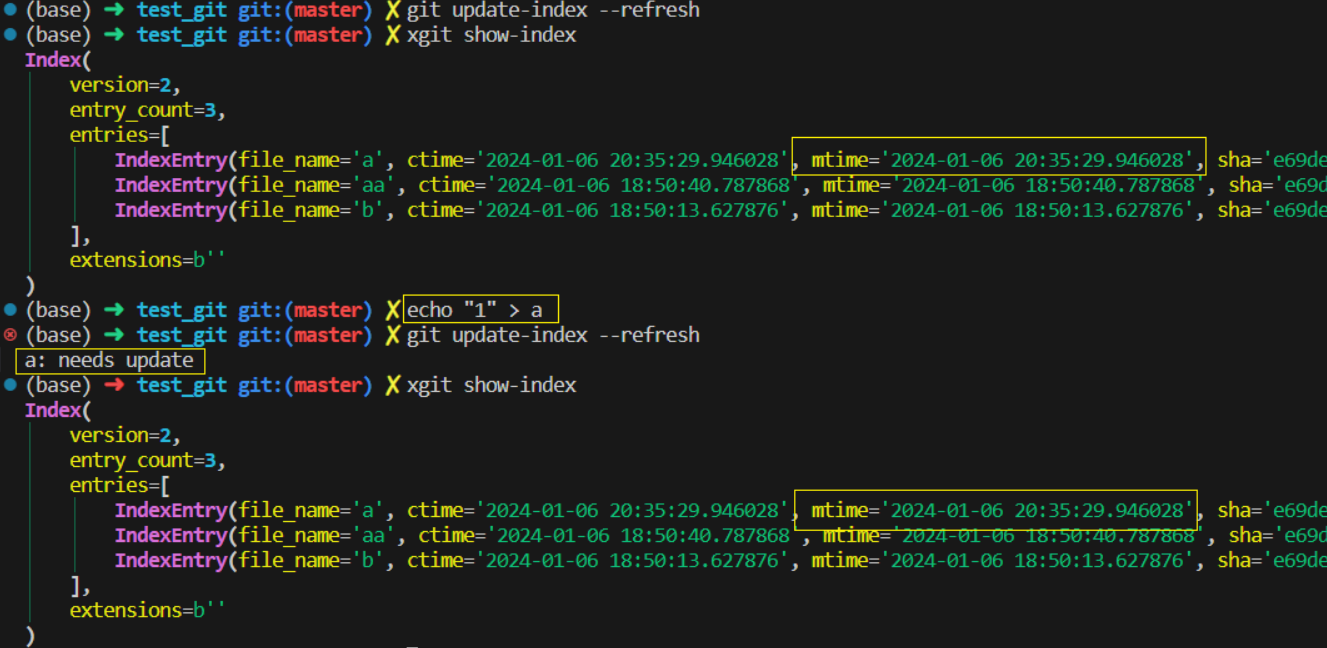 (base) → test_git git:(master) ✗ git update-index --refresh
(base) → test_git git:(master) ✗ xgit show-index
Index(
    version=2,
    entry_count=3,
    entries=[
        IndexEntry(file_name='a', ctime='2024-01-06 20:35:29.946028', mtime='2024-01-06 20:35:29.946028', sha='e69de
        IndexEntry(file_name='aa', ctime='2024-01-06 18:50:40.787868', mtime='2024-01-06 18:50:40.787868', sha='e69d
        IndexEntry(file_name='b', ctime='2024-01-06 18:50:13.627876', mtime='2024-01-06 18:50:13.627876', sha='e69de
    ],
    extensions=b''
)
(base) → test_git git:(master) ✗ echo "1" > a
(base) → test_git git:(master) ✗ git update-index --refresh
a: needs update
(base) → test_git git:(master) ✗ xgit show-index
Index(
    version=2,
    entry_count=3,
    entries=[
        IndexEntry(file_name='a', ctime='2024-01-06 20:35:29.946028', mtime='2024-01-06 20:35:29.946028', sha='e69de
        IndexEntry(file_name='aa', ctime='2024-01-06 18:50:40.787868', mtime='2024-01-06 18:50:40.787868', sha='e69d
        IndexEntry(file_name='b', ctime='2024-01-06 18:50:13.627876', mtime='2024-01-06 18:50:13.627876', sha='e69de
    ],
    extensions=b''
)